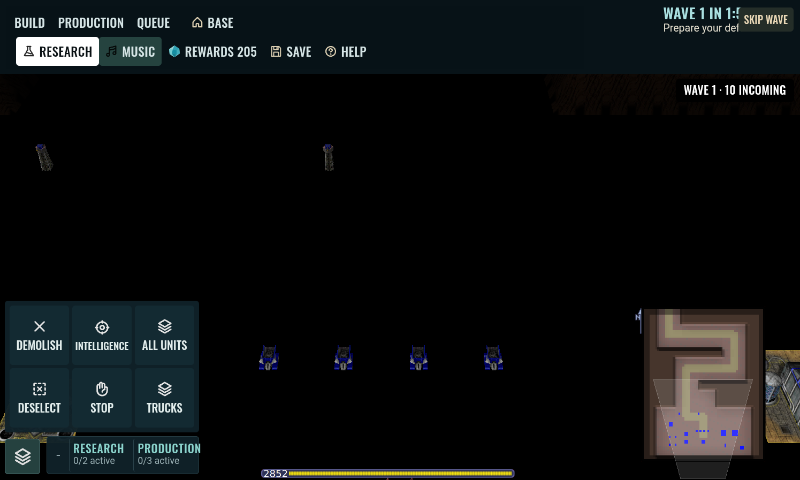 BUILD PRODUCTION QUEUE BASE
RESEARCH MUSIC REWARDS 205 SAVE HELP
WAVE 1 IN 1:
Prepare your def
SKIP WAVE
WAVE 1 · 10 INCOMING
DEMOLISH INTELLIGENCE ALL UNITS
DESELECT STOP TRUCKS
- RESEARCH PRODUCTION
0/2 active 0/3 active
2852
N